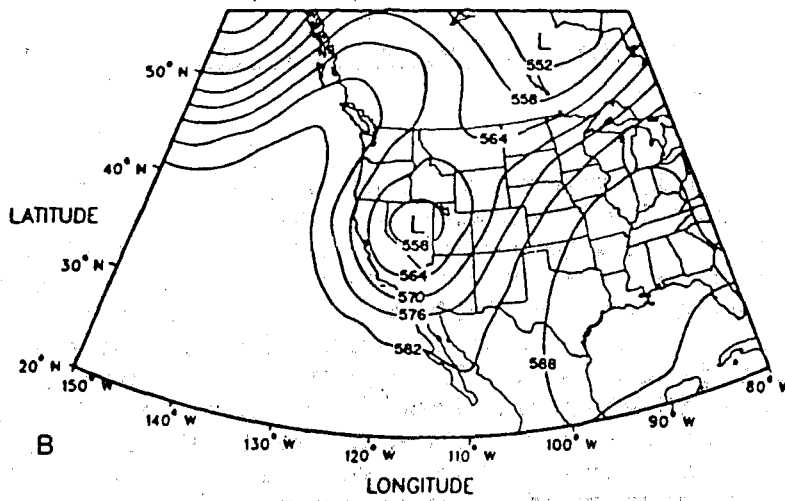 L
552
50° N
558
564
40° N
LATITUDE
L
558
30° N
564
570
576
582
588
20° N
150° W
80° W
140° W
90° W
130° W
100° W
120° W
110° W
B
LONGITUDE